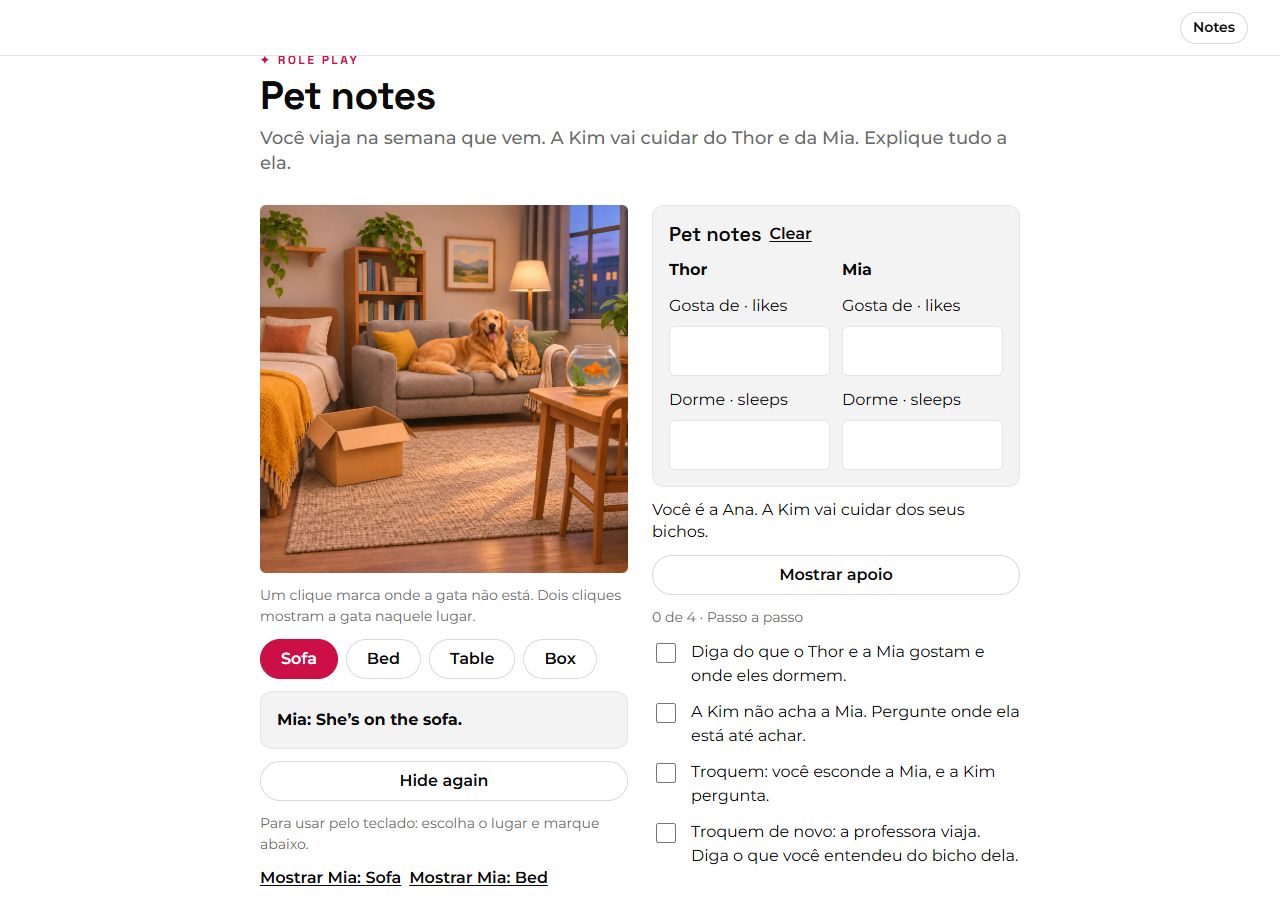 Notes
✦ ROLE PLAY
Pet notes
Você viaja na semana que vem. A Kim vai cuidar do Thor e da Mia. Explique tudo a
ela.
Um clique marca onde a gata não está. Dois cliques
mostram a gata naquele lugar.
Sofa
Bed
Table
Box
Mia: She’s on the sofa.
Hide again
Para usar pelo teclado: escolha o lugar e marque
abaixo.
Mostrar Mia: Sofa Mostrar Mia: Bed
Pet notes Clear
Thor
Mia
Gosta de · likes
Gosta de · likes
Dorme · sleeps
Dorme · sleeps
Você é a Ana. A Kim vai cuidar dos seus
bichos.
Mostrar apoio
0 de 4 · Passo a passo
Diga do que o Thor e a Mia gostam e
onde eles dormem.
A Kim não acha a Mia. Pergunte onde ela
está até achar.
Troquem: você esconde a Mia, e a Kim
pergunta.
Troquem de novo: a professora viaja.
Diga o que você entendeu do bicho dela.